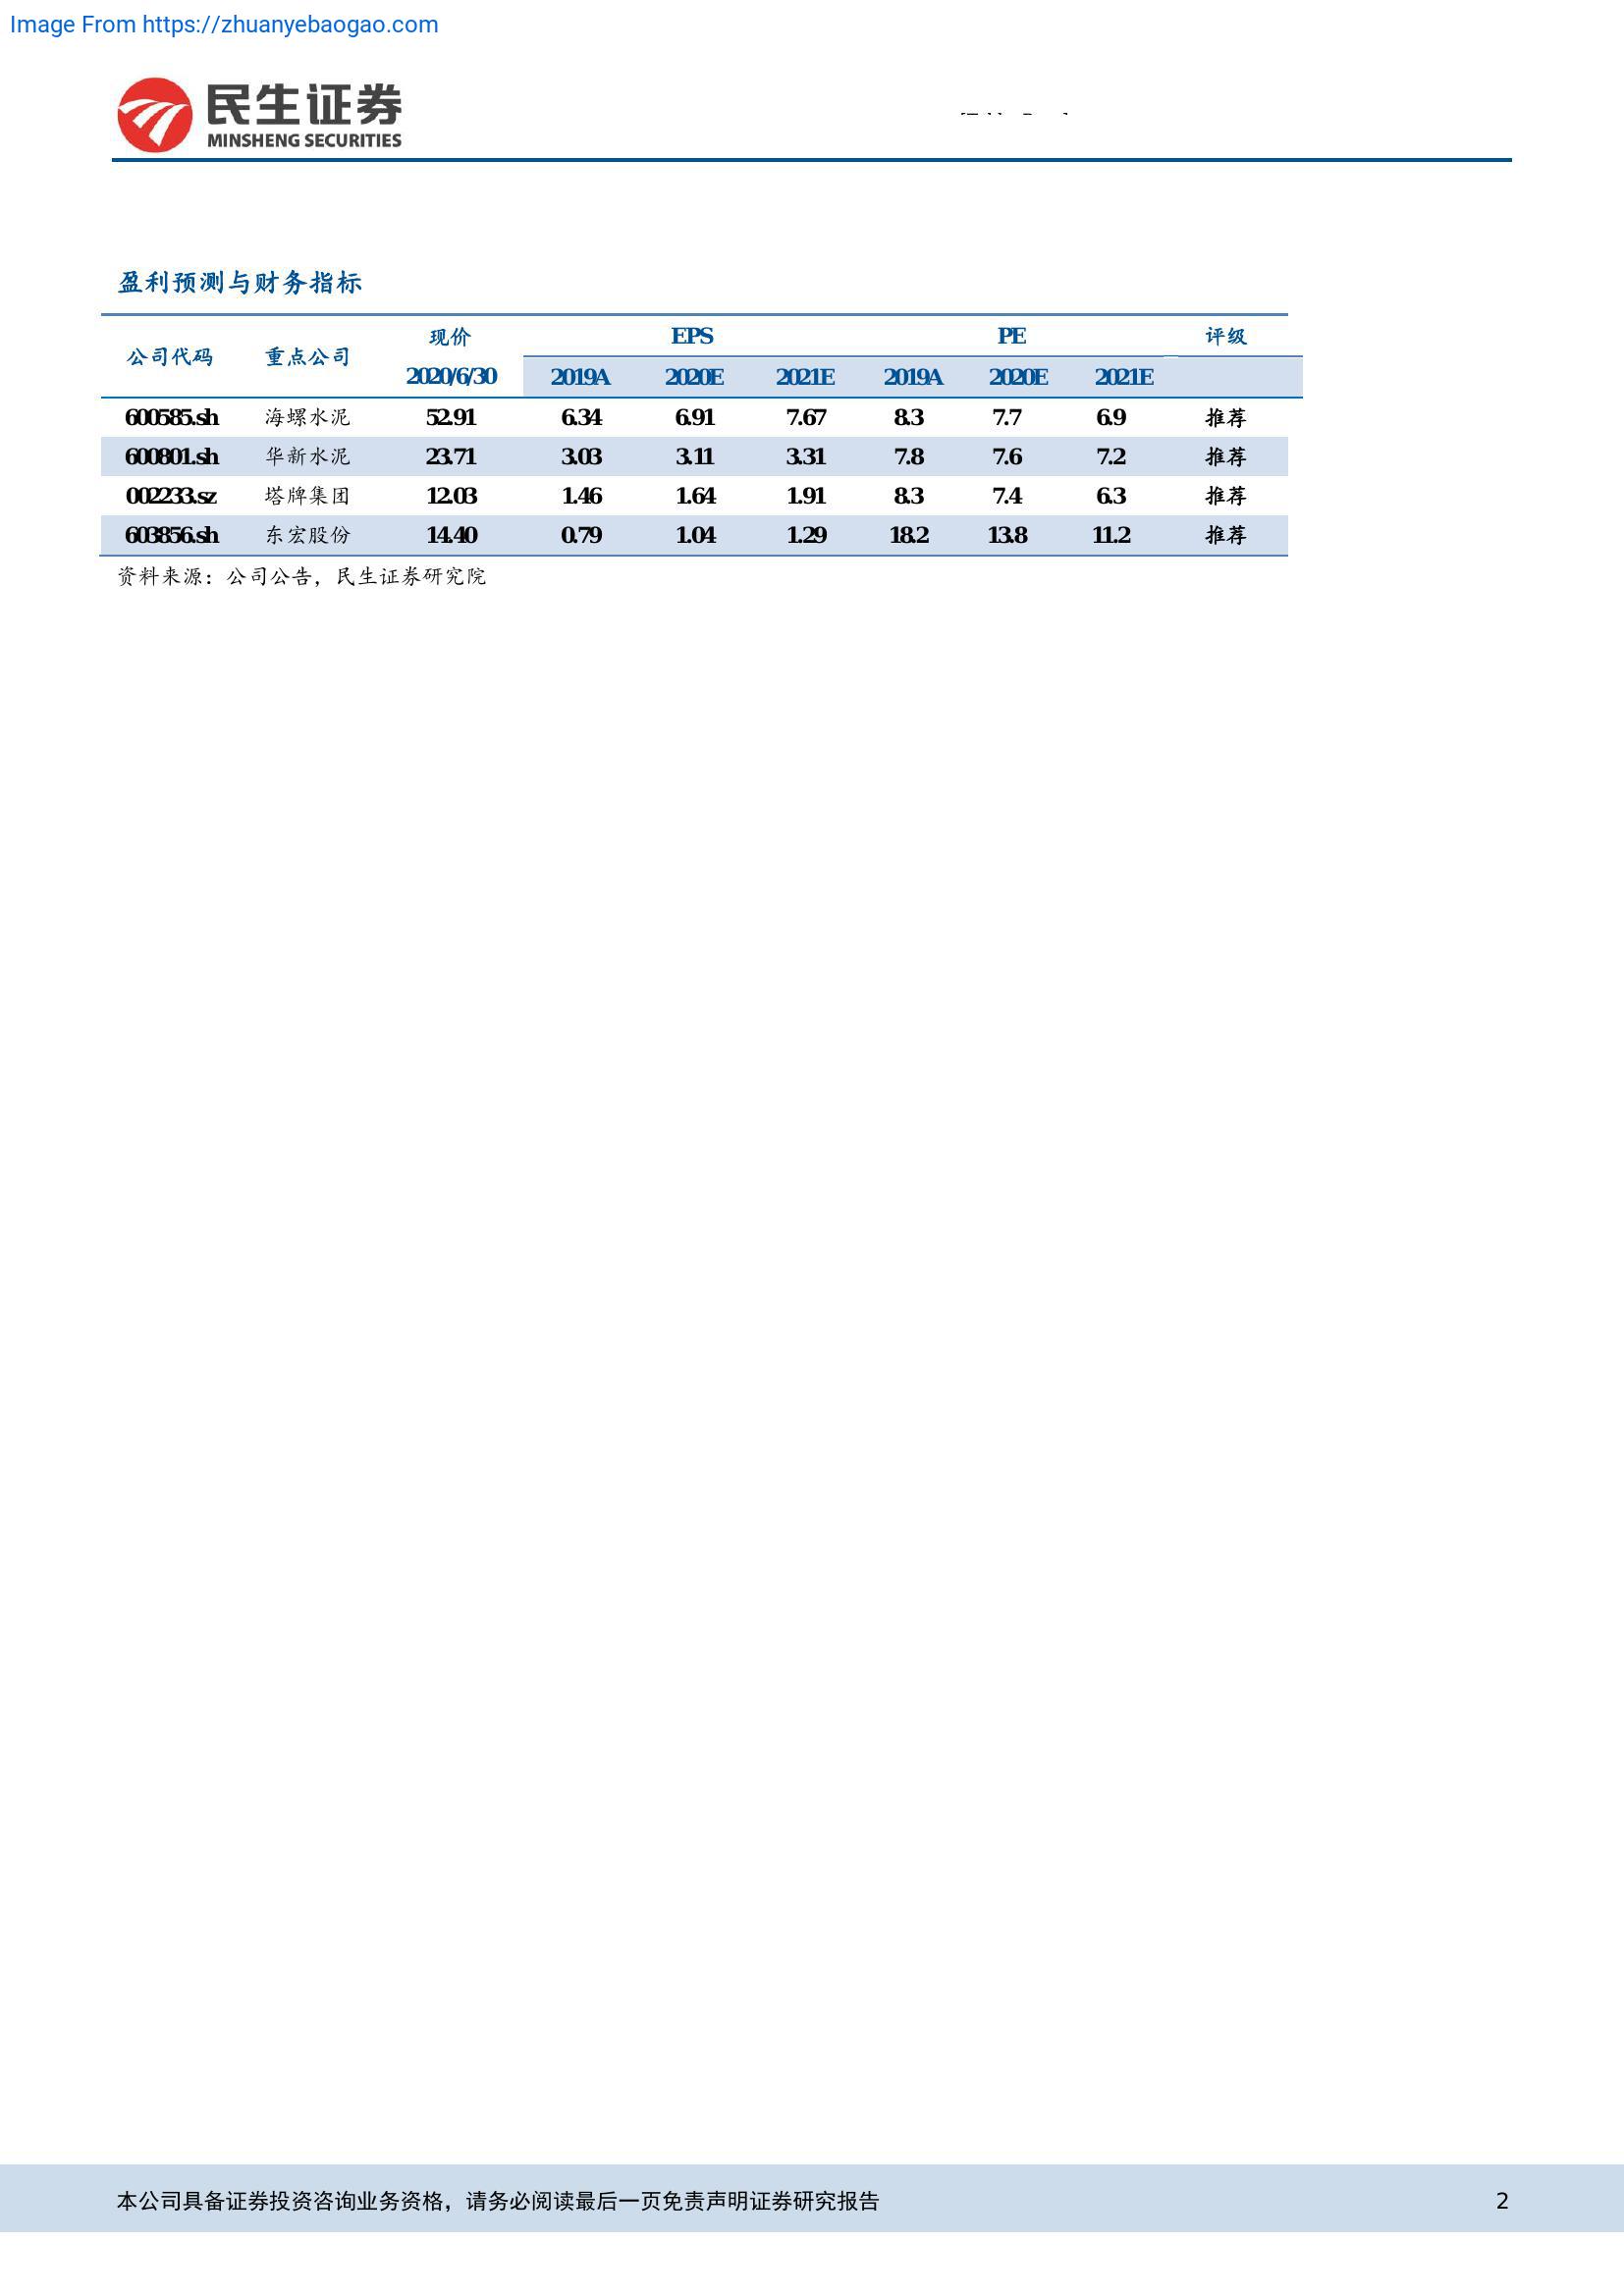 Image From https://zhuanyebaogao.com
民生证券
MINSHENG SECURITIES
盈利预测与财务指标
公司代码 重点公司 现价 EPS PE 评级
2020/6/30 2019A 2020E 2021E 2019A 2020E 2021E
600585.sh 海螺水泥 52.91 6.34 6.91 7.67 8.3 7.7 6.9 推荐
600801.sh 华新水泥 23.71 3.03 3.11 3.31 7.8 7.6 7.2 推荐
002233.sz 塔牌集团 12.03 1.46 1.64 1.91 8.3 7.4 6.3 推荐
603856.sh 东宏股份 14.40 0.79 1.04 1.29 18.2 13.8 11.2 推荐
资料来源：公司公告，民生证券研究院
本公司具备证券投资咨询业务资格，请务必阅读最后一页免责声明证券研究报告 2